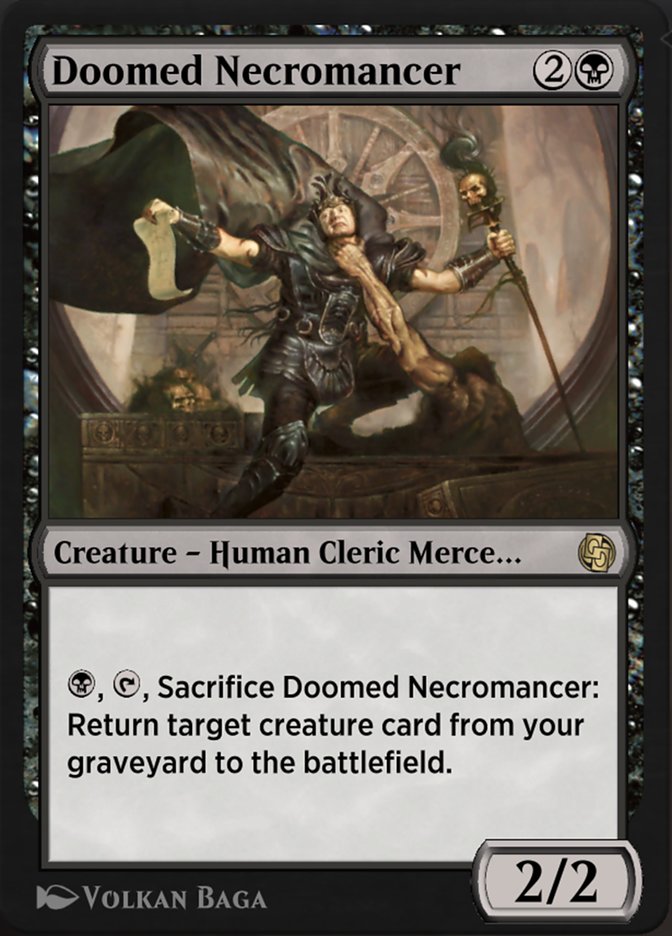 Doomed Necromancer 2
Creature – Human Cleric Merce...
, , Sacrifice Doomed Necromancer:
Return target creature card from your
graveyard to the battlefield.
2/2
Volkan Baga